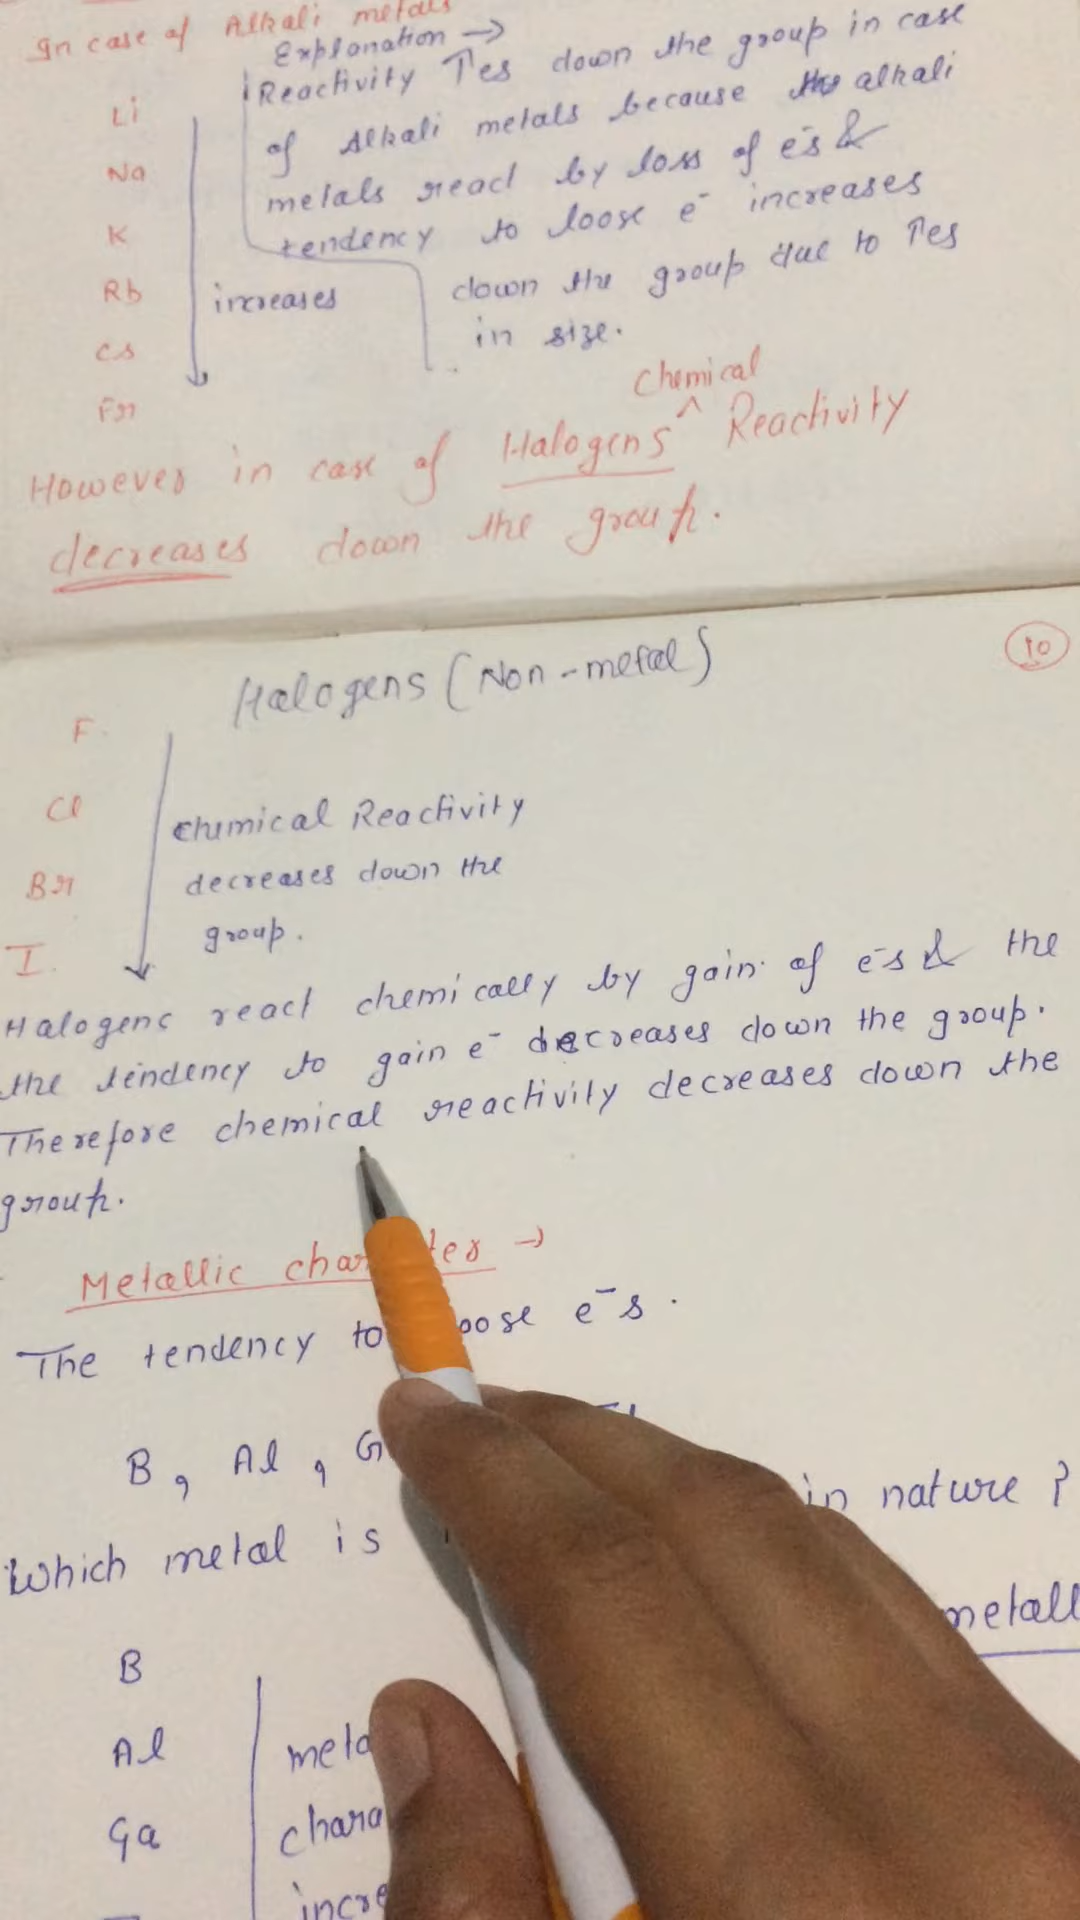 In case of Alkali metals
Explanation →
Reactivity ↑es down the group in case
of Alkali metals because the alkali
metals react by loss of e⁻s &
tendency to loose e⁻ increases
down the group due to ↑es
in size.
Li
Na
K
Rb
Cs
Fr
increases
Chemical
However in case of Halogens ^ Reactivity
decreases down the group.
10
Halogens (Non-metal)
F
Cl
Br
I
Chemical Reactivity
decreases down the
group.
Halogens react chemically by gain of e⁻s & the
the tendency to gain e⁻ decreases down the group.
Therefore chemical reactivity decreases down the
group.
Metallic →
The tendency to e⁻s.
B, Al,
Which metal is in nature ?
B
Al
Ga